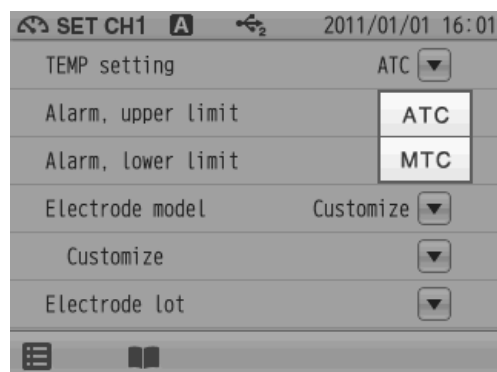 SET CH1 A 2 2011/01/01 16:01
TEMP setting ATC
Alarm, upper limit ATC
Alarm, lower limit MTC
Electrode model Customize
Customize
Electrode lot